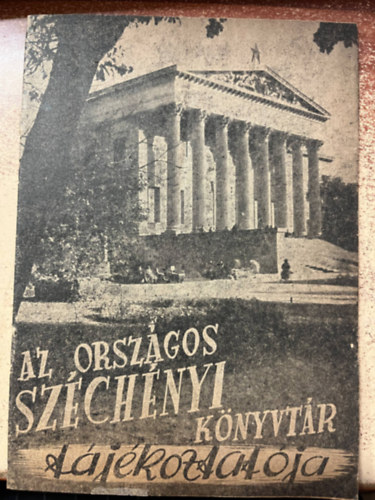 AZ ORSZÁGOS
SZÉCHÉNYI
KÖNYVTÁR
tájékoztatója